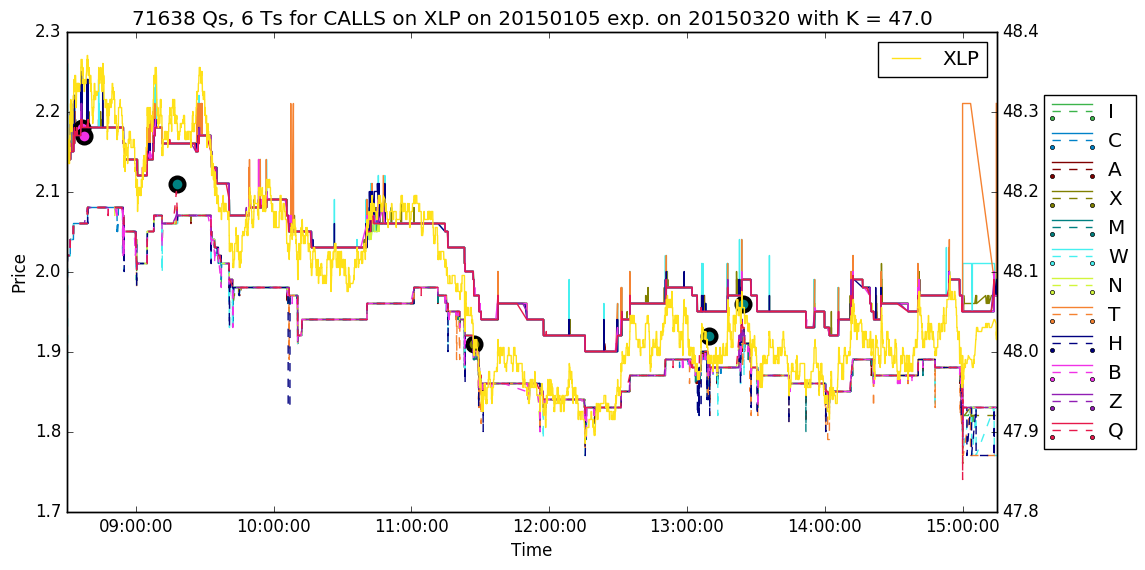 71638 Qs, 6 Ts for CALLS on XLP on 20150105 exp. on 20150320 with K = 47.0
2.3
2.2
2.1
2.0
1.9
1.8
1.7
Price
48.4
48.3
48.2
48.1
48.0
47.9
47.8
XLP
I
C
A
X
M
W
N
T
H
B
Z
Q
09:00:00
10:00:00
11:00:00
12:00:00
13:00:00
14:00:00
15:00:00
Time